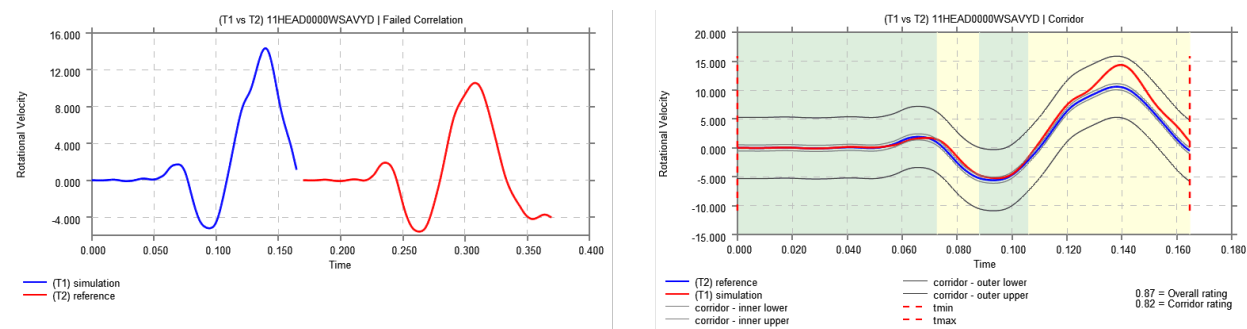 (T1 vs T2) 11HEAD0000WSAVYD | Failed Correlation
16.000
12.000
8.000
4.000
0.000
-4.000
Rotational Velocity
0.000 0.050 0.100 0.150 0.200 0.250 0.300 0.350 0.400
Time
(T1) simulation
(T2) reference
(T1 vs T2) 11HEAD0000WSAVYD | Corridor
20.000
15.000
10.000
5.000
0.000
-5.000
-10.000
-15.000
Rotational Velocity
0.000 0.020 0.040 0.060 0.080 0.100 0.120 0.140 0.160 0.180
Time
(T2) reference
(T1) simulation
corridor - inner lower
corridor - inner upper
corridor - outer lower
corridor - outer upper
tmin
tmax
0.87 = Overall rating
0.82 = Corridor rating